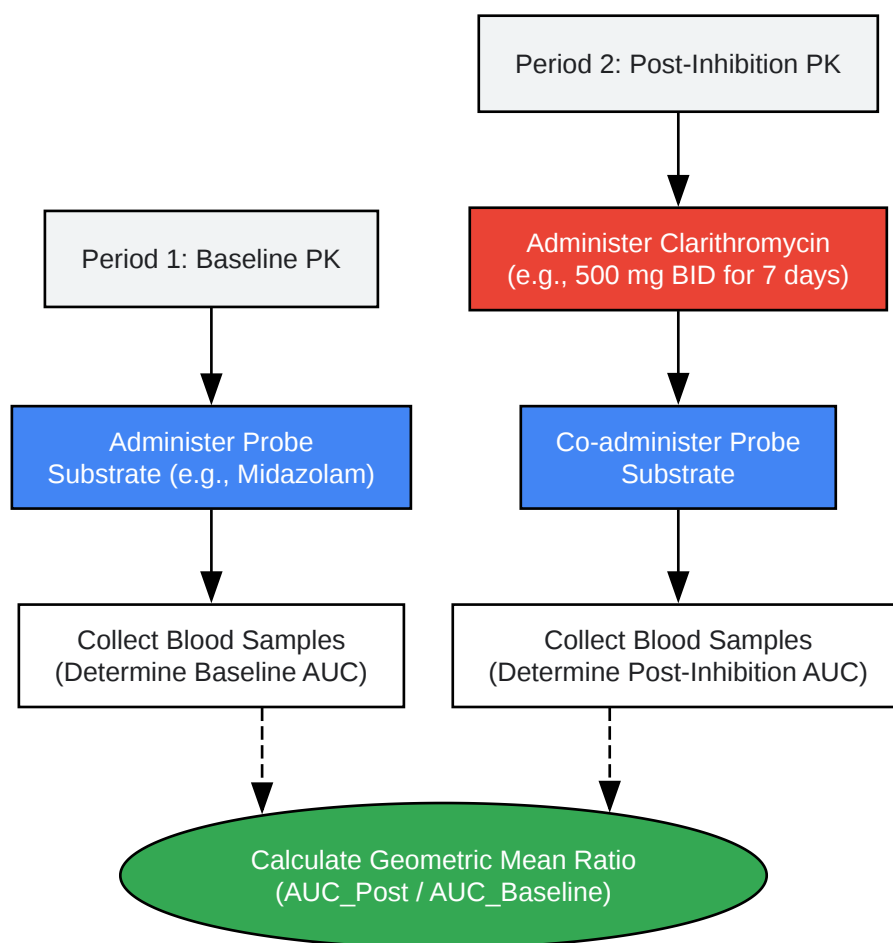 Period 1: Baseline PK
Administer Probe
Substrate (e.g., Midazolam)
Collect Blood Samples
(Determine Baseline AUC)
Period 2: Post-Inhibition PK
Administer Clarithromycin
(e.g., 500 mg BID for 7 days)
Co-administer Probe
Substrate
Collect Blood Samples
(Determine Post-Inhibition AUC)
Calculate Geometric Mean Ratio
(AUC_Post / AUC_Baseline)